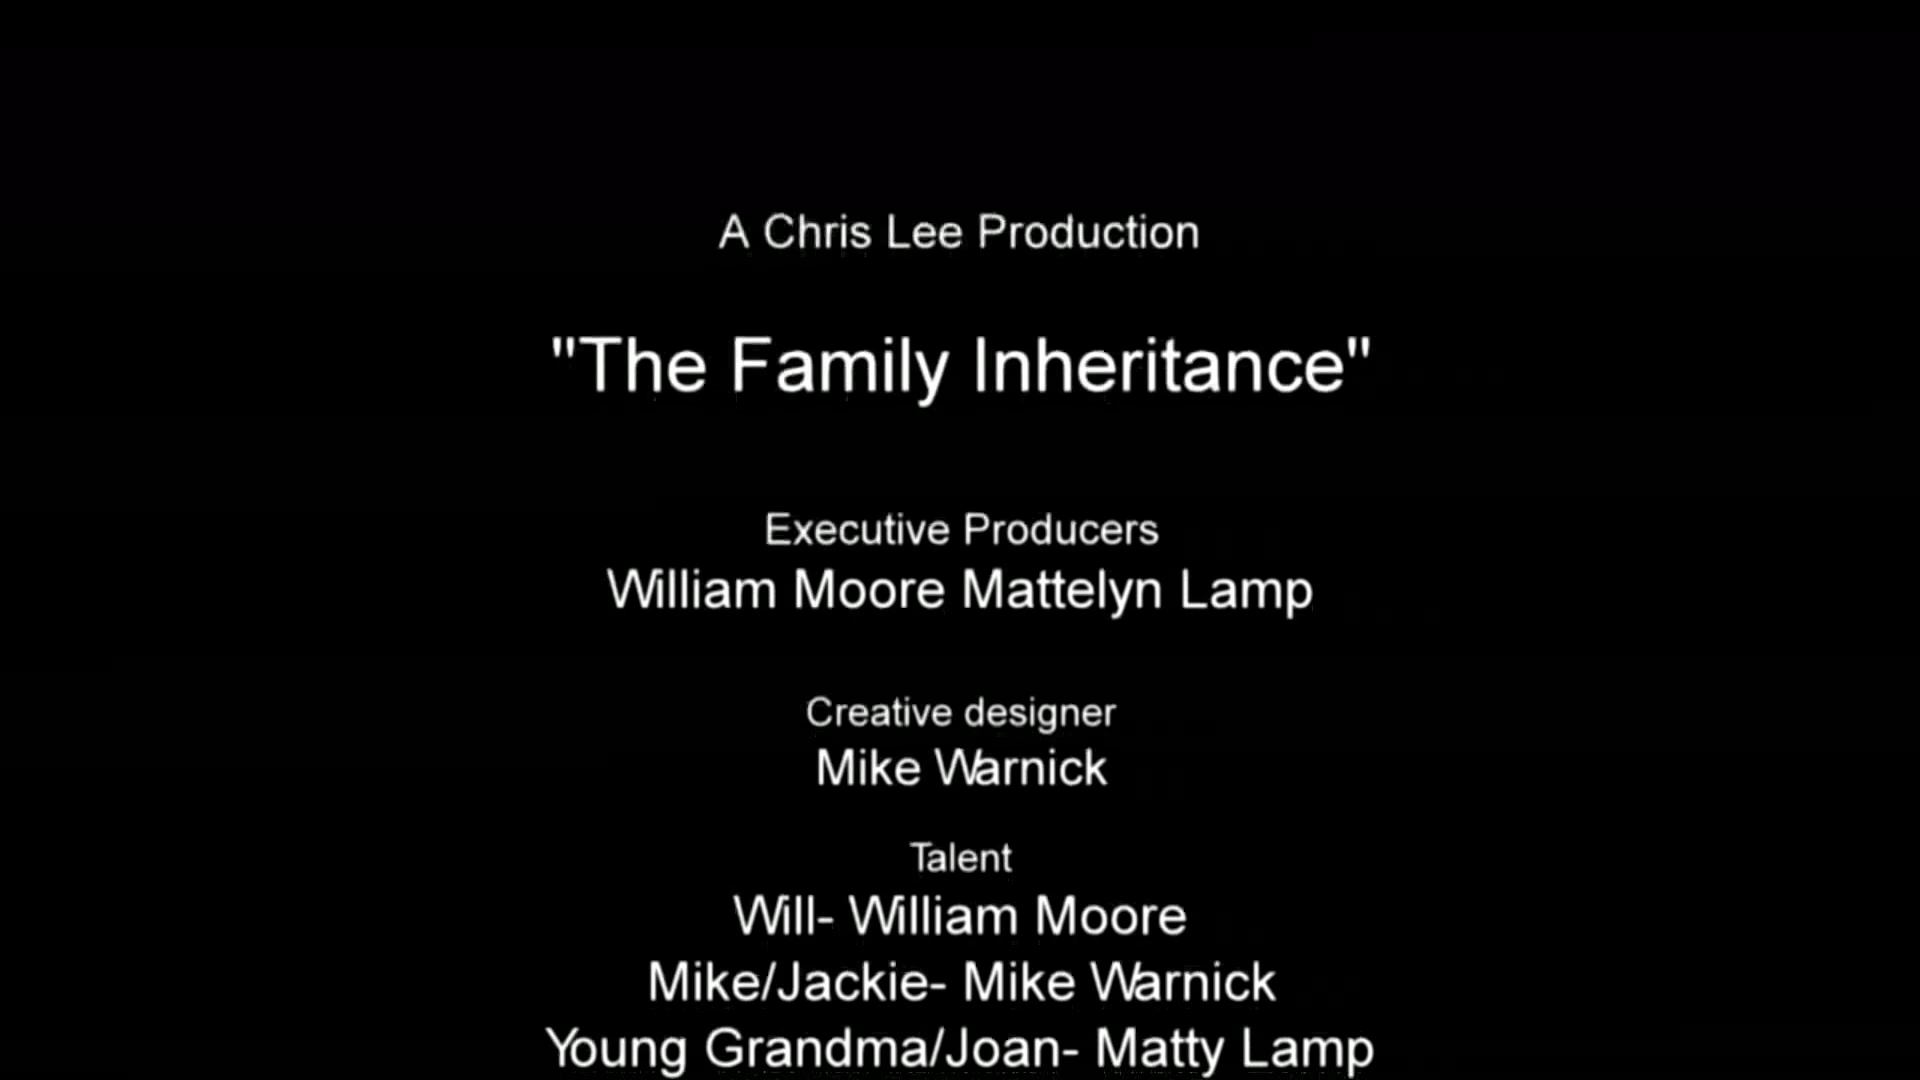 A Chris Lee Production
"The Family Inheritance"
Executive Producers
William Moore Mattelyn Lamp
Creative designer
Mike Warnick
Talent
Will- William Moore
Mike/Jackie- Mike Warnick
Young Grandma/Joan- Matty Lamp